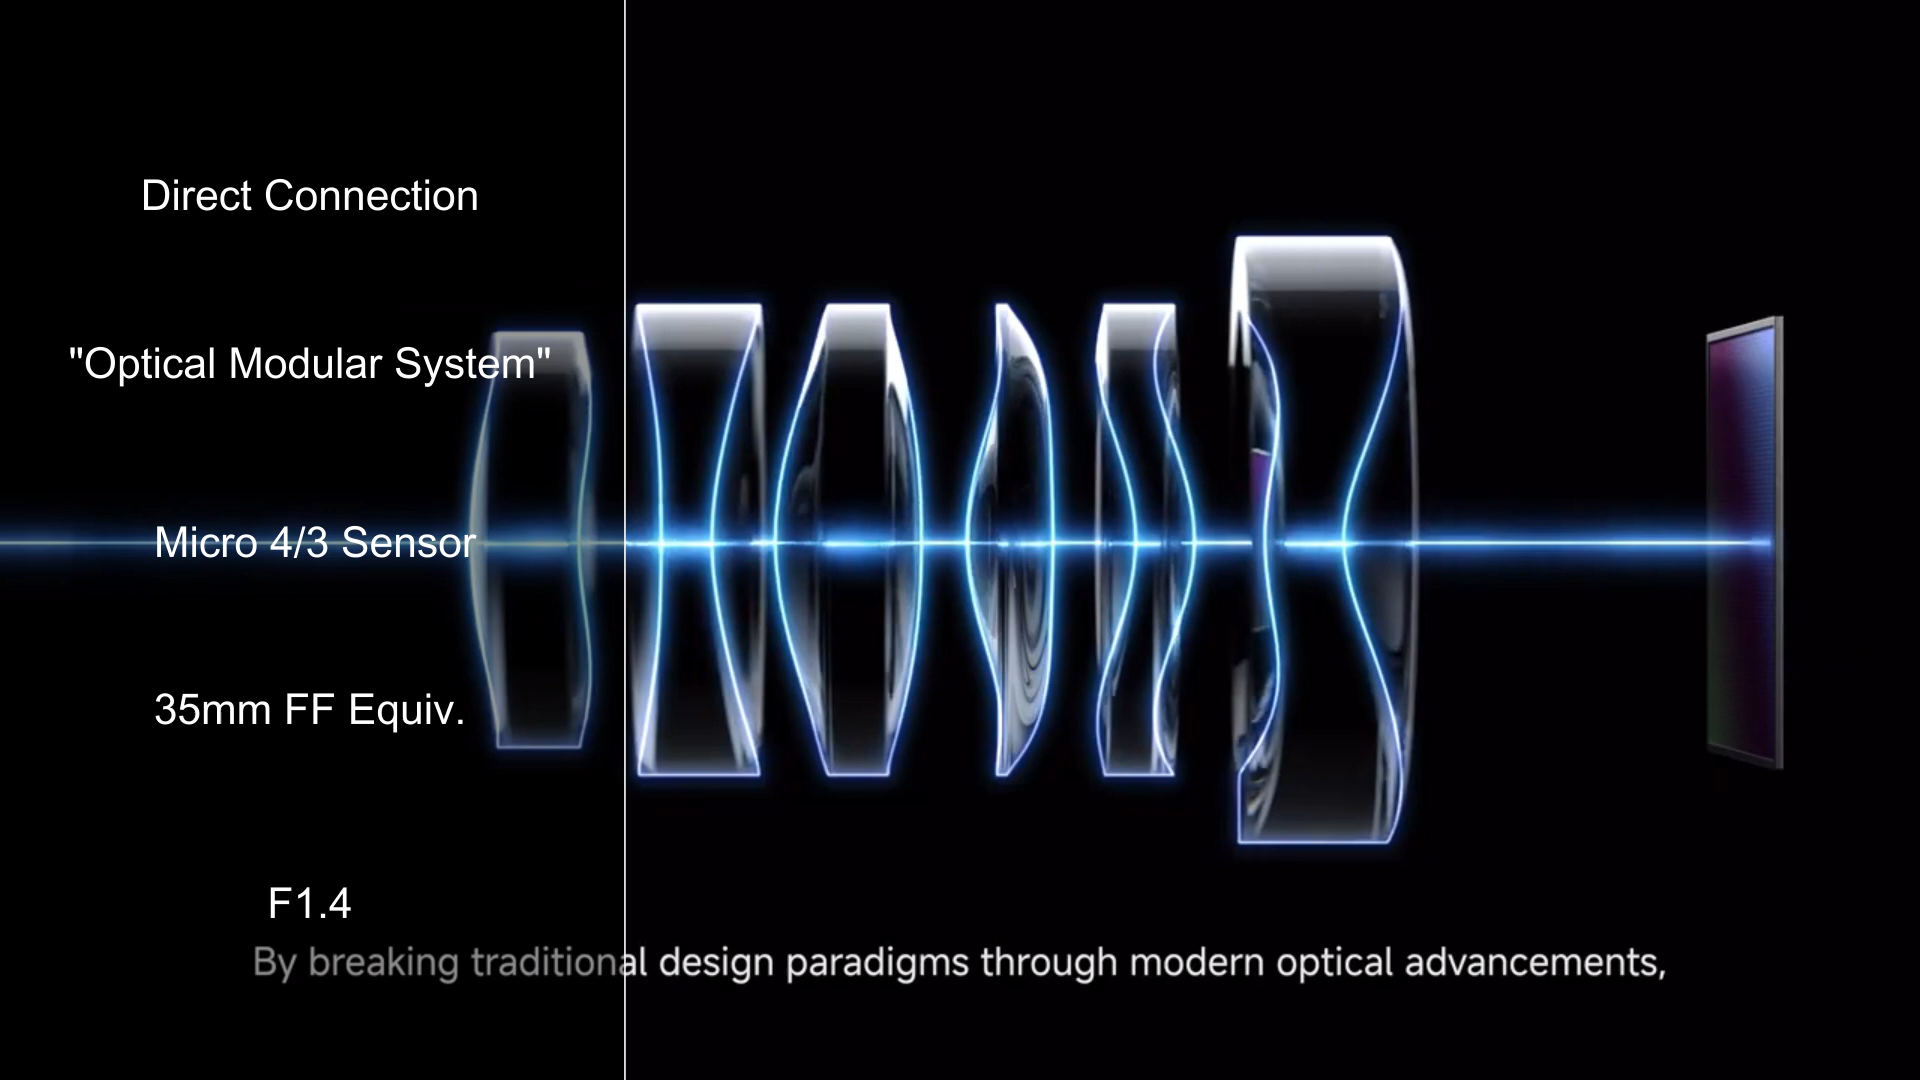 Direct Connection
"Optical Modular System"
Micro 4/3 Sensor
35mm FF Equiv.
F1.4
By breaking traditional design paradigms through modern optical advancements,